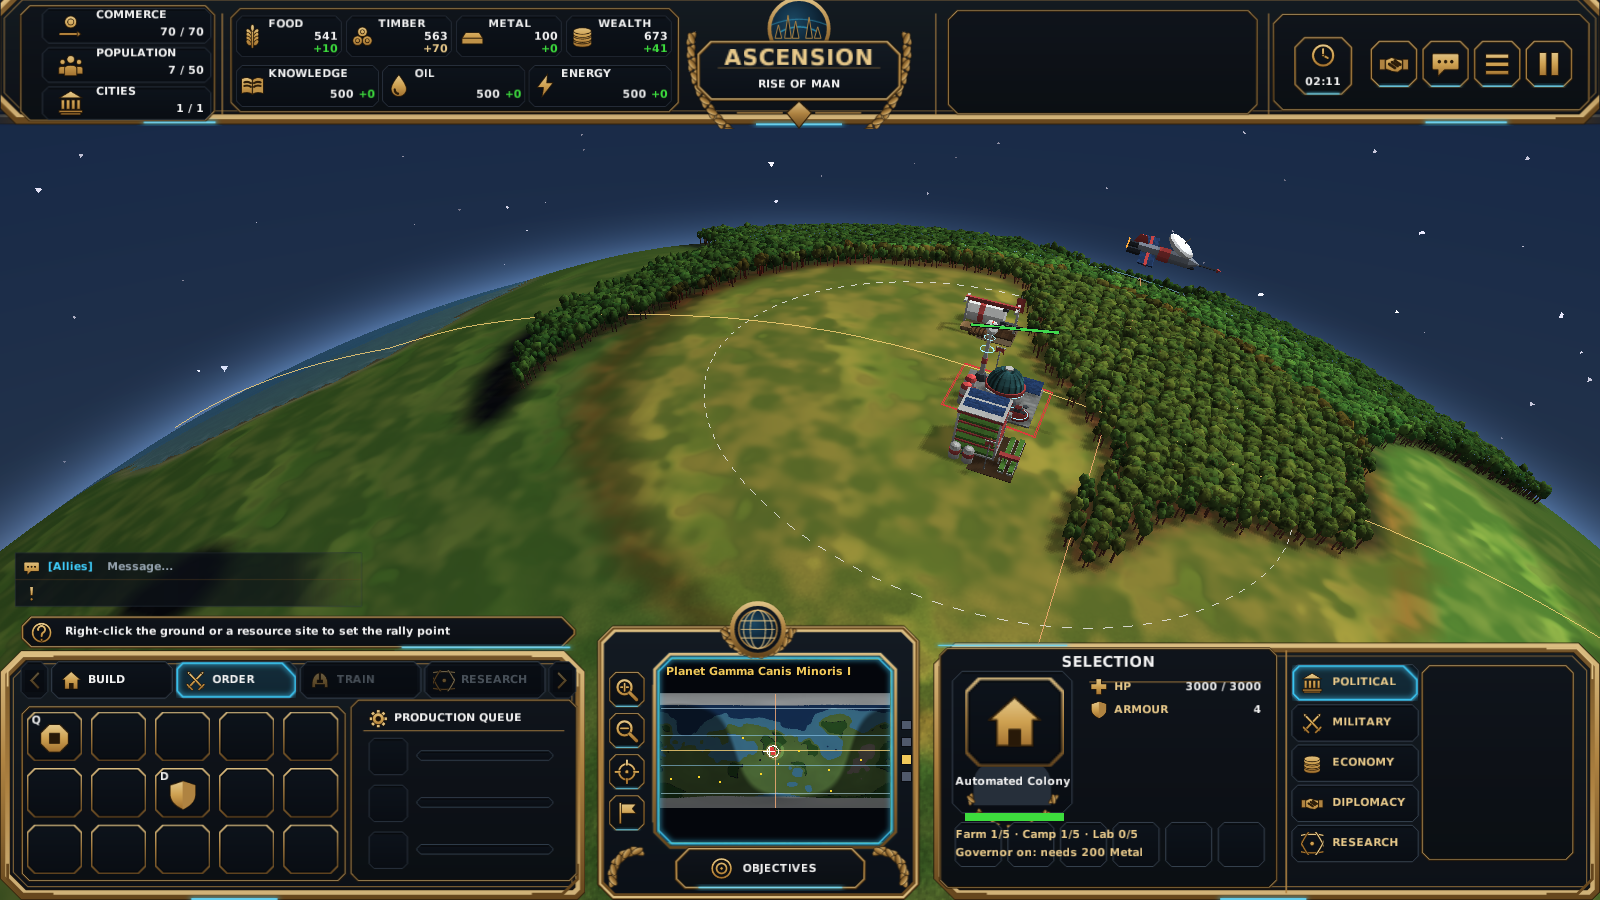 COMMERCE
70 / 70
POPULATION
7 / 50
CITIES
1 / 1
FOOD
541
+10
TIMBER
563
+70
METAL
100
+0
WEALTH
673
+41
KNOWLEDGE
500 +0
OIL
500 +0
ENERGY
500 +0
ASCENSION
RISE OF MAN
02:11
[Allies] Message...
!
Right-click the ground or a resource site to set the rally point
BUILD
ORDER
TRAIN
RESEARCH
Q
D
PRODUCTION QUEUE
Planet Gamma Canis Minoris I
OBJECTIVES
SELECTION
HP 3000 / 3000
ARMOUR 4
Automated Colony
Farm 1/5 · Camp 1/5 · Lab 0/5
Governor on: needs 200 Metal
POLITICAL
MILITARY
ECONOMY
DIPLOMACY
RESEARCH